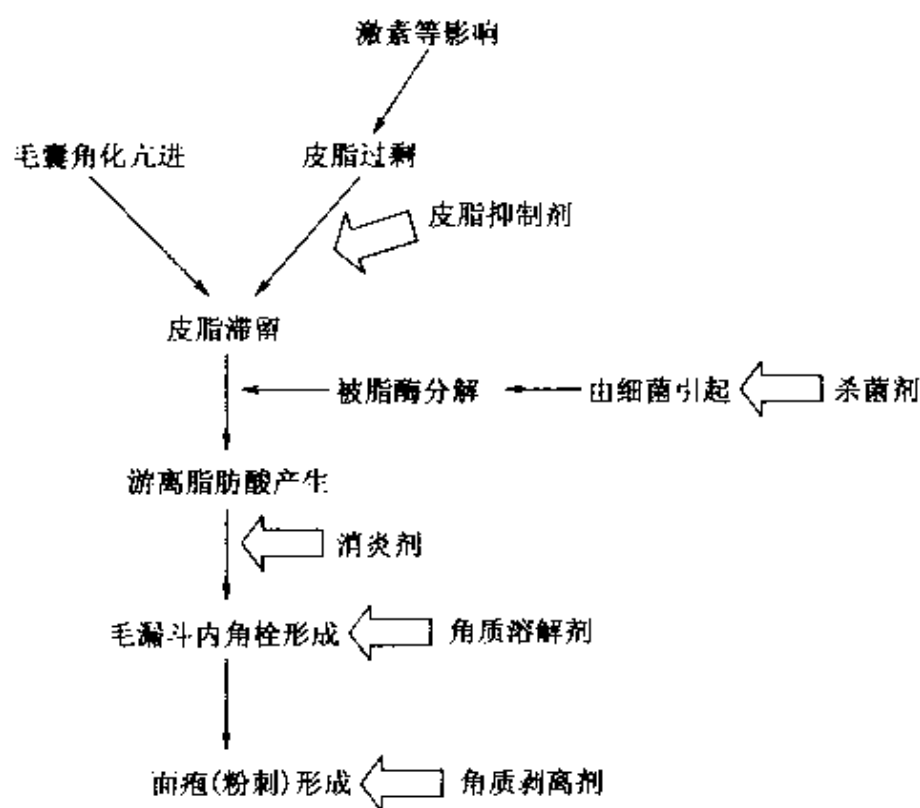 激素等影响
毛囊角化亢进
皮脂过剩
皮脂抑制剂
皮脂滞留
被脂酶分解
由细菌引起
杀菌剂
游离脂肪酸产生
消炎剂
毛漏斗内角栓形成
角质溶解剂
面疱(粉刺)形成
角质剥离剂